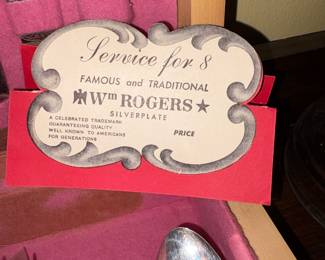 Service for 8
FAMOUS and TRADITIONAL
Wm ROGERS
SILVERPLATE
A CELEBRATED TRADEMARK
GUARANTEEING QUALITY
WELL KNOWN TO AMERICANS
FOR GENERATIONS
PRICE